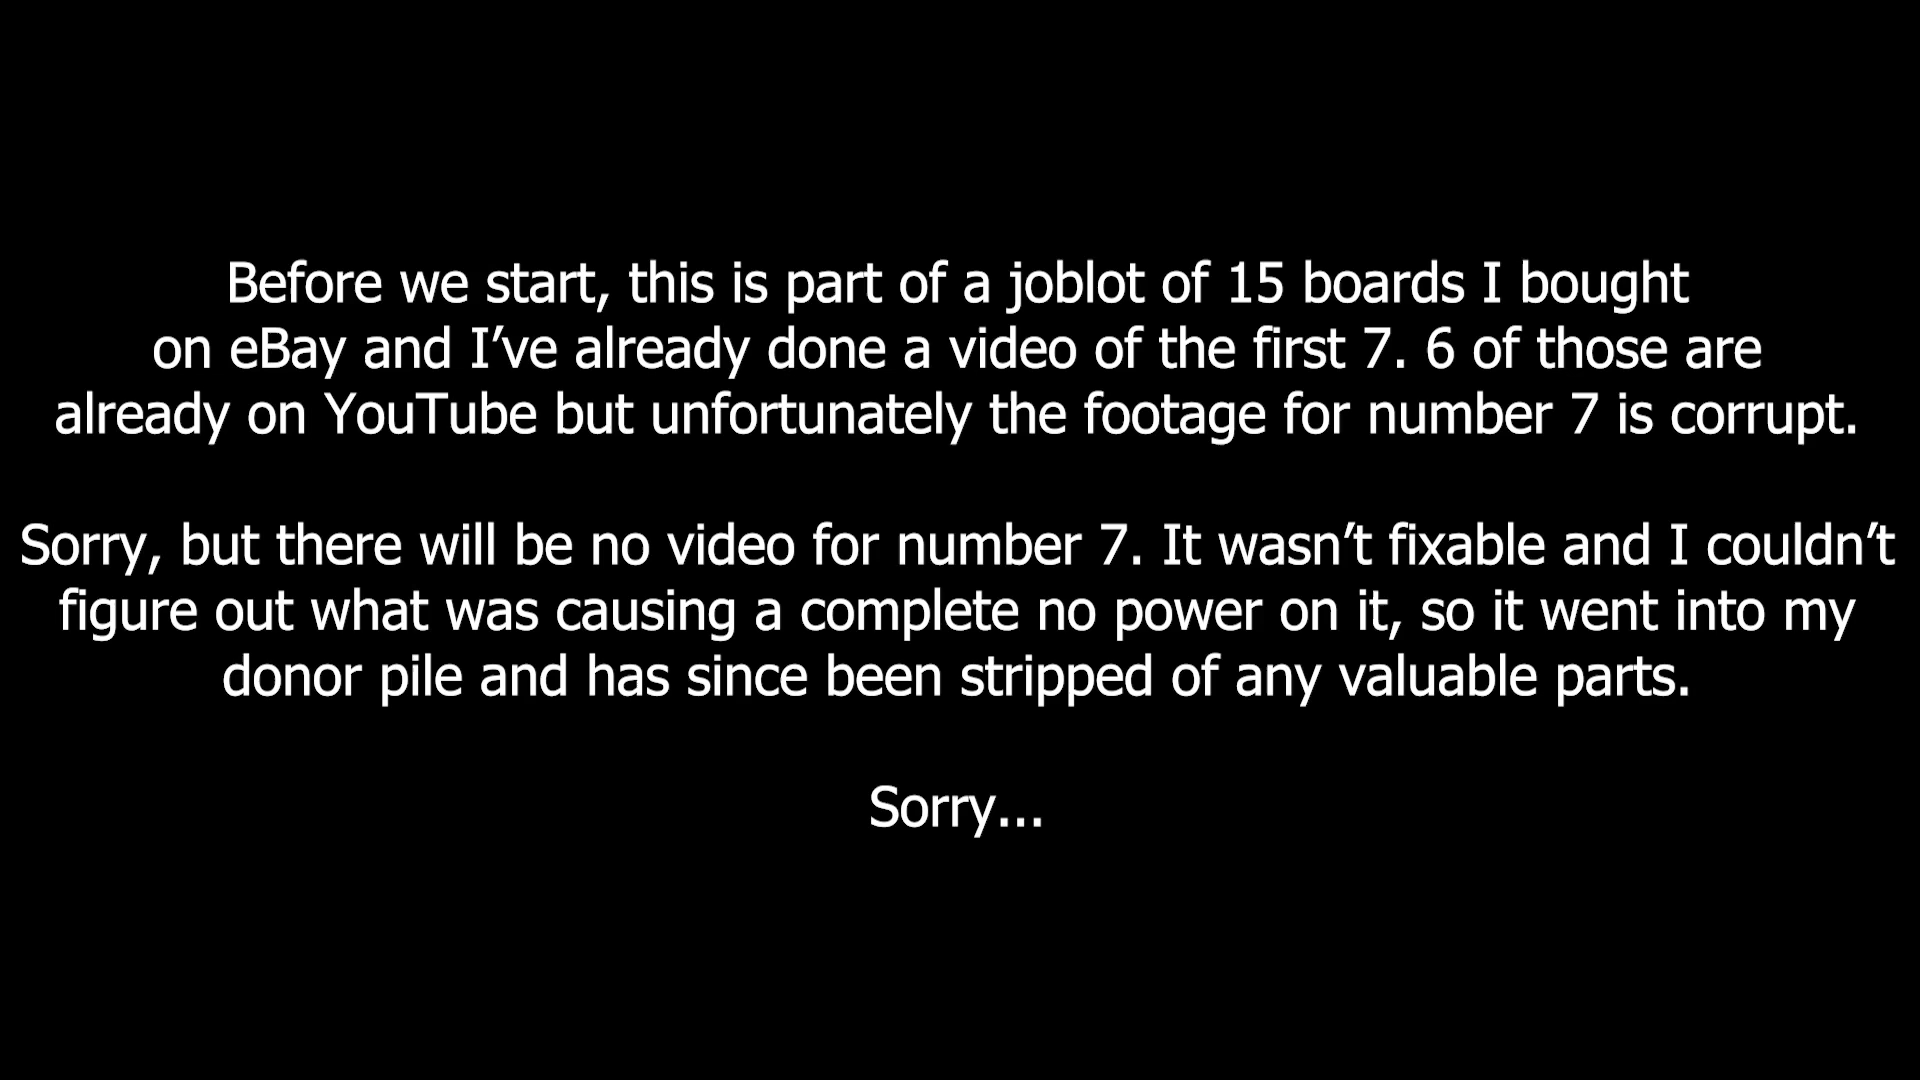 Before we start, this is part of a joblot of 15 boards I bought
on eBay and I’ve already done a video of the first 7. 6 of those are
already on YouTube but unfortunately the footage for number 7 is corrupt.
Sorry, but there will be no video for number 7. It wasn’t fixable and I couldn’t
figure out what was causing a complete no power on it, so it went into my
donor pile and has since been stripped of any valuable parts.
Sorry...